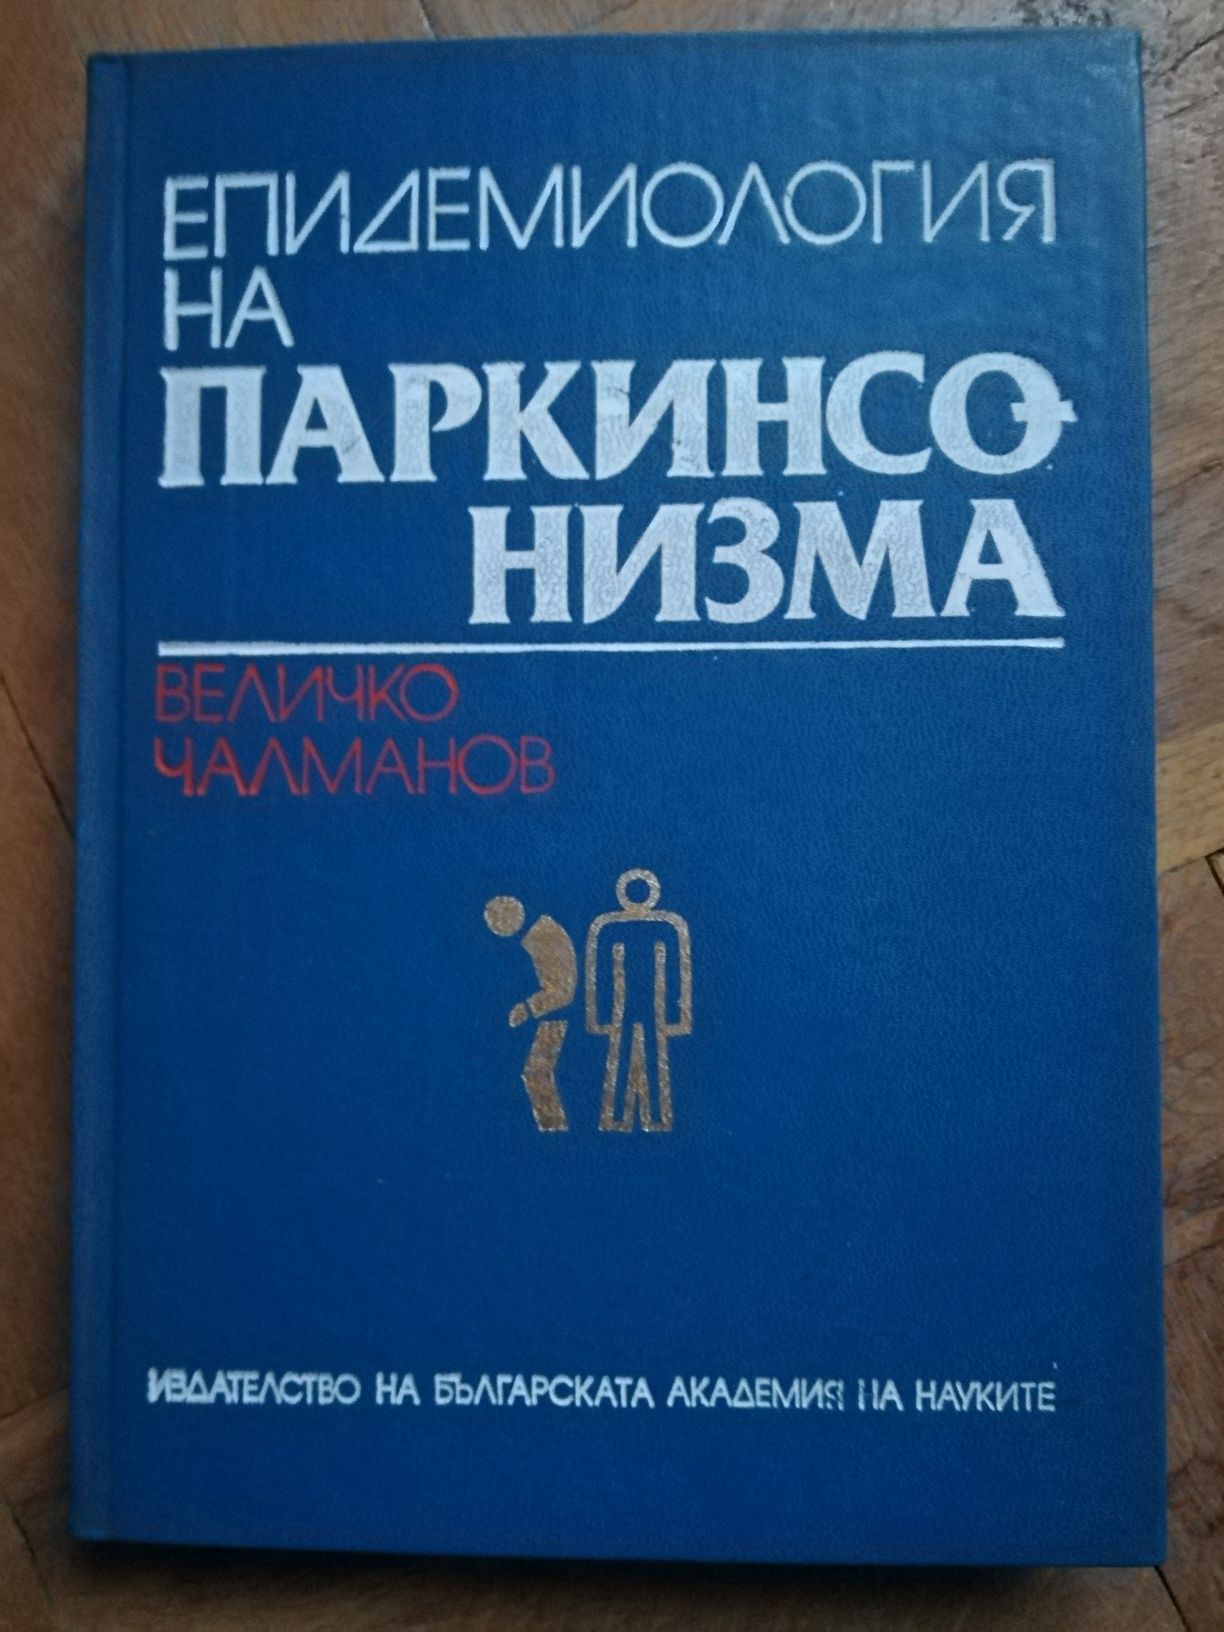 ЕПИДЕМИОЛОГИЯ
НА
ПАРКИНСО-
НИЗМА
ВЕЛИЧКО
ЧАЛМАНОВ
ИЗДАТЕЛСТВО НА БЪЛГАРСКАТА АКАДЕМИЯ НА НАУКИТЕ